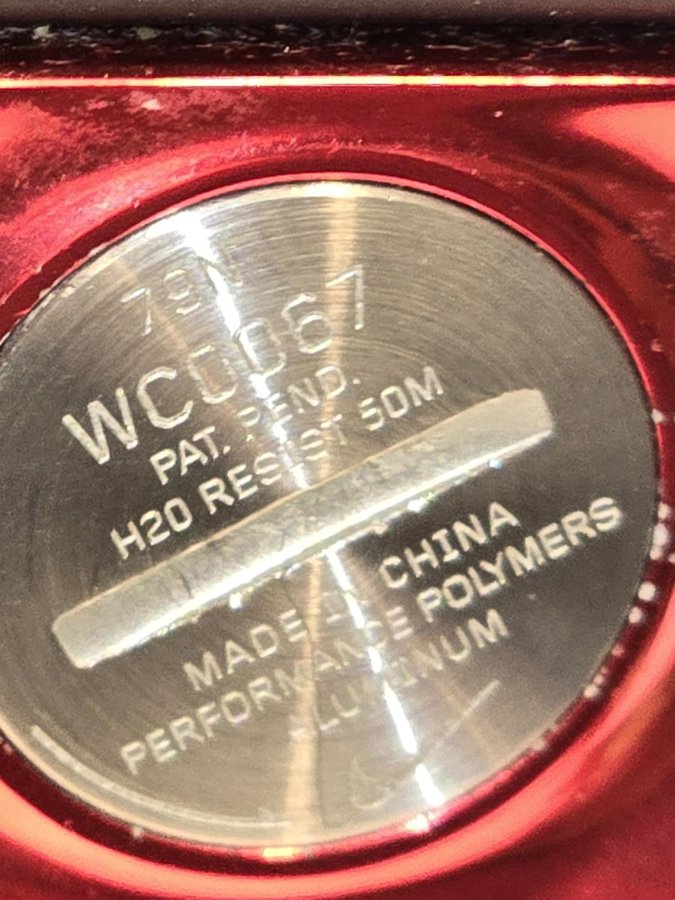 79N
WC0067
PAT. PEND.
H20 RESIST 50M
MADE IN CHINA
PERFORMANCE POLYMERS
ALUMINUM